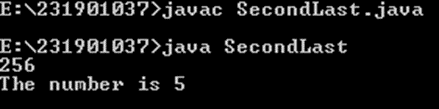 E:\231901037>javac SecondLast.java
E:\231901037>java SecondLast
256
The number is 5